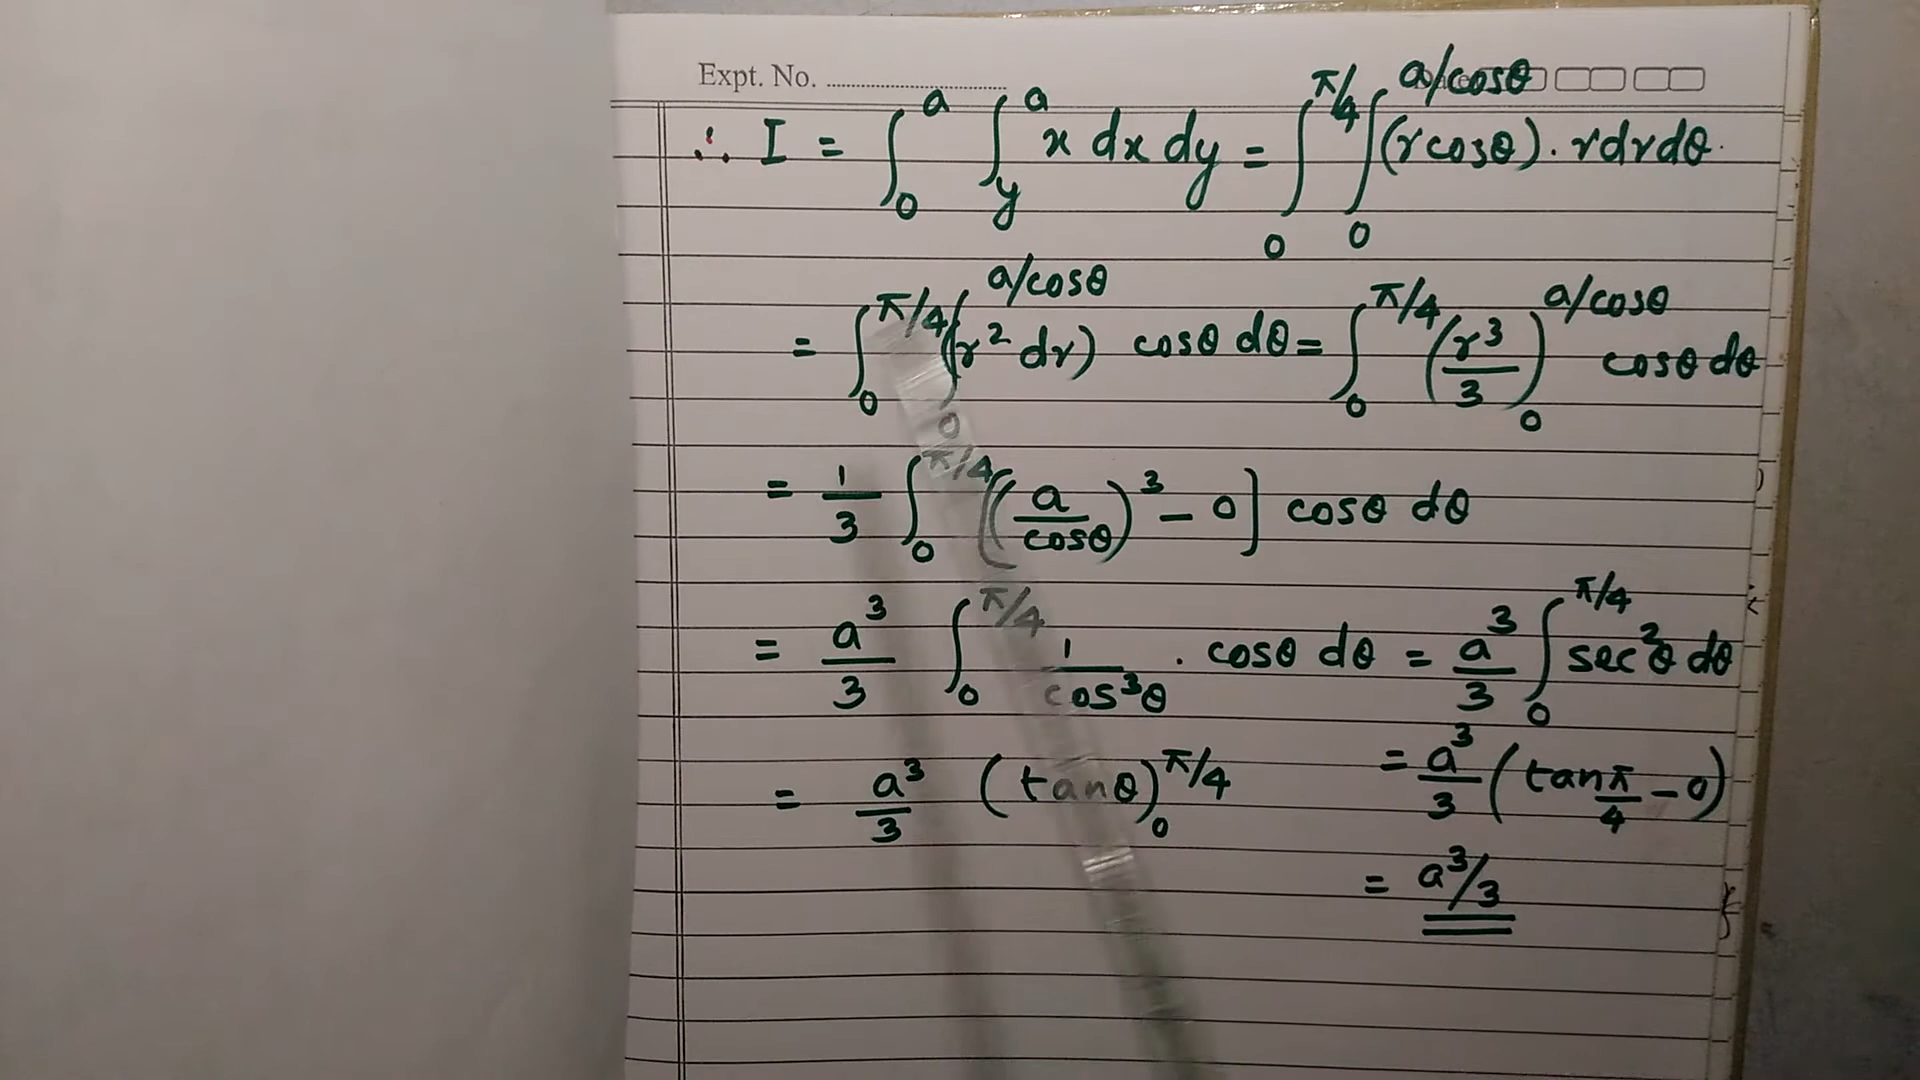 Expt. No.
∴ I = ∫₀^a ∫_y^a x dx dy = ∫₀^π/4 ∫₀^a/cosθ (r cosθ) . r dr dθ.
= ∫₀^π/4 (∫₀^a/cosθ r² dr) cosθ dθ = ∫₀^π/4 (r³/3)₀^a/cosθ cosθ dθ
= 1/3 ∫₀^π/4 [(a/cosθ)³ - 0] cosθ dθ
= a³/3 ∫₀^π/4 1/cos³θ . cosθ dθ = a³/3 ∫₀^π/4 sec²θ dθ
= a³/3 (tanθ)₀^π/4 = a³/3 (tan π/4 - 0)
= a³/3